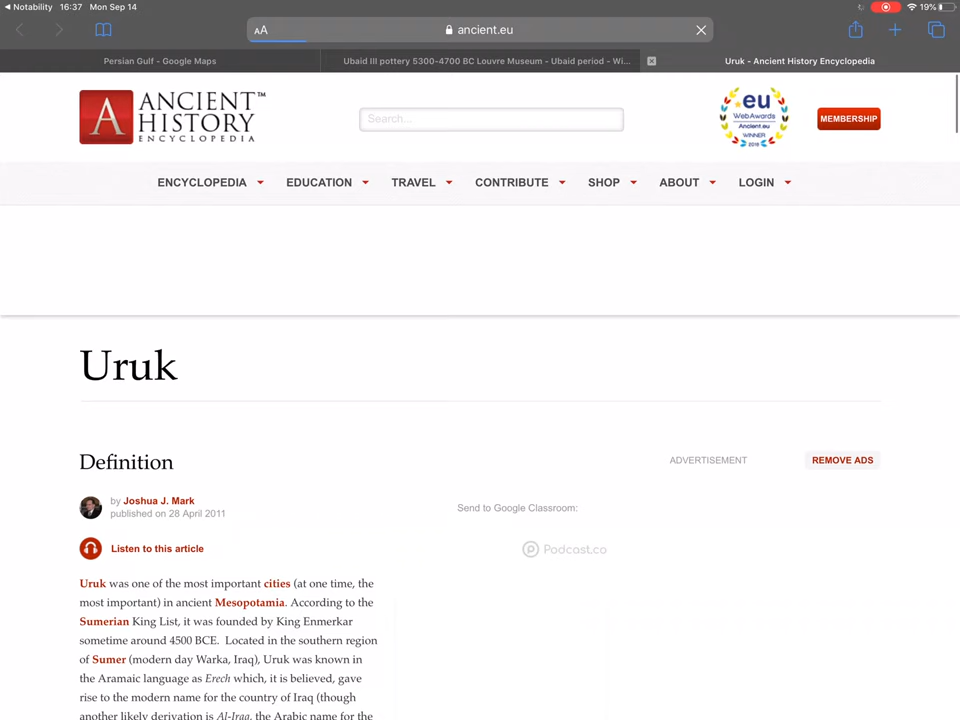 Notability 16:37 Mon Sep 14 19%
AA ancient.eu
Persian Gulf - Google Maps Ubaid III pottery 5300-4700 BC Louvre Museum - Ubaid period - Wi... Uruk - Ancient History Encyclopedia
A ANCIENT™
HISTORY
ENCYCLOPEDIA
Search...
eu
WebAwards
Ancient.eu
WINNER
2016
MEMBERSHIP
ENCYCLOPEDIA EDUCATION TRAVEL CONTRIBUTE SHOP ABOUT LOGIN
Uruk
Definition
ADVERTISEMENT REMOVE ADS
by Joshua J. Mark
published on 28 April 2011
Send to Google Classroom:
Listen to this article
Podcast.co
Uruk was one of the most important cities (at one time, the
most important) in ancient Mesopotamia. According to the
Sumerian King List, it was founded by King Enmerkar
sometime around 4500 BCE. Located in the southern region
of Sumer (modern day Warka, Iraq), Uruk was known in
the Aramaic language as Erech which, it is believed, gave
rise to the modern name for the country of Iraq (though
another likely derivation is Al-Iraq, the Arabic name for the